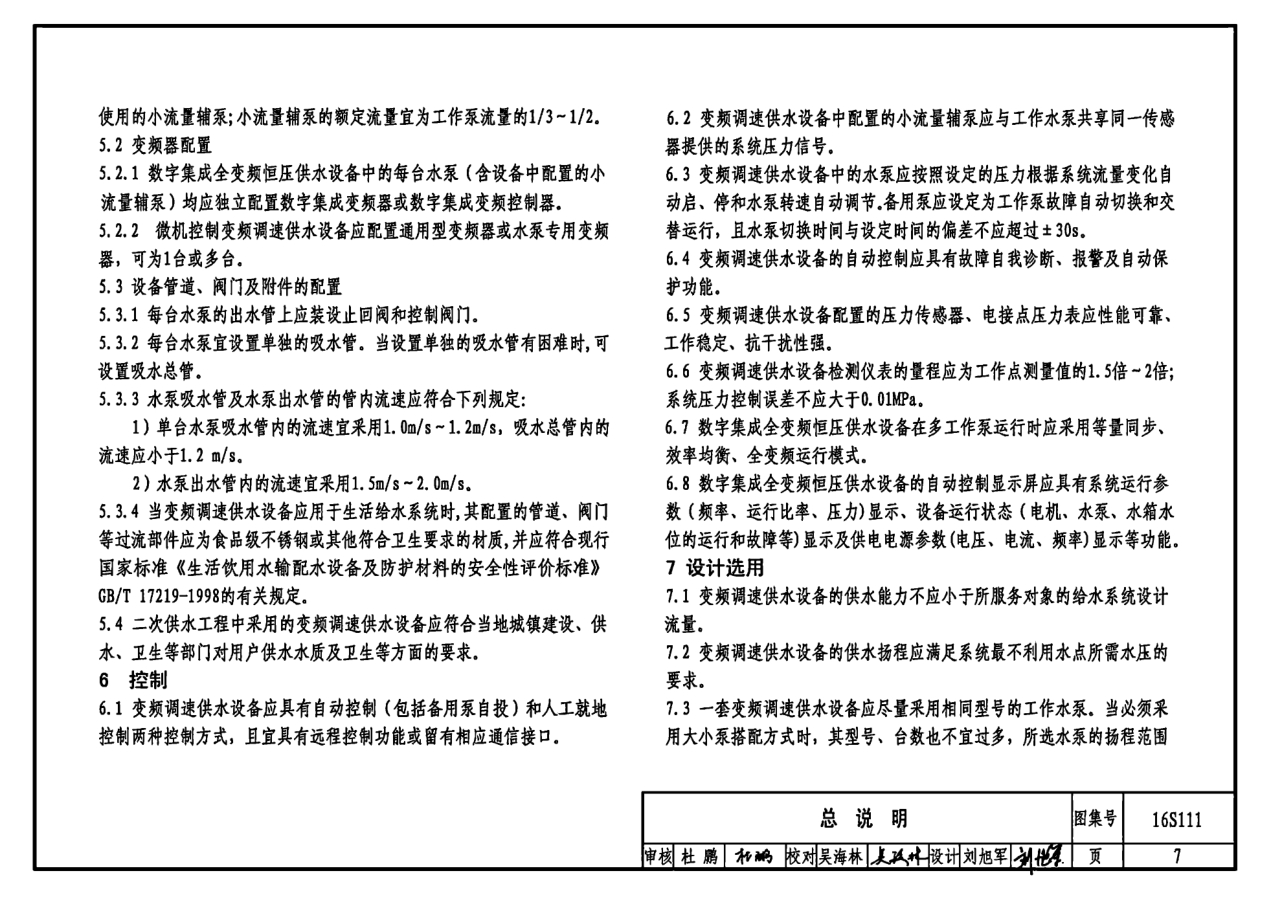 使用的小流量辅泵;小流量辅泵的额定流量宜为工作泵流量的1/3~1/2。
5.2 变频器配置
5.2.1 数字集成全变频恒压供水设备中的每台水泵（含设备中配置的小
流量辅泵）均应独立配置数字集成变频器或数字集成变频控制器。
5.2.2 微机控制变频调速供水设备应配置通用型变频器或水泵专用变频
器，可为1台或多台。
5.3 设备管道、阀门及附件的配置
5.3.1 每台水泵的出水管上应装设止回阀和控制阀门。
5.3.2 每台水泵宜设置单独的吸水管。当设置单独的吸水管有困难时,可
设置吸水总管。
5.3.3 水泵吸水管及水泵出水管的管内流速应符合下列规定:
1）单台水泵吸水管内的流速宜采用1.0m/s~1.2m/s，吸水总管内的
流速应小于1.2 m/s。
2）水泵出水管内的流速宜采用1.5m/s~2.0m/s。
5.3.4 当变频调速供水设备应用于生活给水系统时,其配置的管道、阀门
等过流部件应为食品级不锈钢或其他符合卫生要求的材质,并应符合现行
国家标准《生活饮用水输配水设备及防护材料的安全性评价标准》
GB/T 17219-1998的有关规定。
5.4 二次供水工程中采用的变频调速供水设备应符合当地城镇建设、供
水、卫生等部门对用户供水水质及卫生等方面的要求。
6 控制
6.1 变频调速供水设备应具有自动控制（包括备用泵自投）和人工就地
控制两种控制方式，且宜具有远程控制功能或留有相应通信接口。
6.2 变频调速供水设备中配置的小流量辅泵应与工作水泵共享同一传感
器提供的系统压力信号。
6.3 变频调速供水设备中的水泵应按照设定的压力根据系统流量变化自
动启、停和水泵转速自动调节。备用泵应设定为工作泵故障自动切换和交
替运行，且水泵切换时间与设定时间的偏差不应超过±30s。
6.4 变频调速供水设备的自动控制应具有故障自我诊断、报警及自动保
护功能。
6.5 变频调速供水设备配置的压力传感器、电接点压力表应性能可靠、
工作稳定、抗干扰性强。
6.6 变频调速供水设备检测仪表的量程应为工作点测量值的1.5倍~2倍;
系统压力控制误差不应大于0.01MPa。
6.7 数字集成全变频恒压供水设备在多工作泵运行时应采用等量同步、
效率均衡、全变频运行模式。
6.8 数字集成全变频恒压供水设备的自动控制显示屏应具有系统运行参
数（频率、运行比率、压力)显示、设备运行状态（电机、水泵、水箱水
位的运行和故障等)显示及供电电源参数(电压、电流、频率)显示等功能。
7 设计选用
7.1 变频调速供水设备的供水能力不应小于所服务对象的给水系统设计
流量。
7.2 变频调速供水设备的供水扬程应满足系统最不利用水点所需水压的
要求。
7.3 一套变频调速供水设备应尽量采用相同型号的工作水泵。当必须采
用大小泵搭配方式时，其型号、台数也不宜过多，所选水泵的扬程范围
总 说 明 图集号 16S111
审核 杜 鹏 杜鹏 校对 吴海林 吴海林 设计 刘旭军 刘旭军 页 7